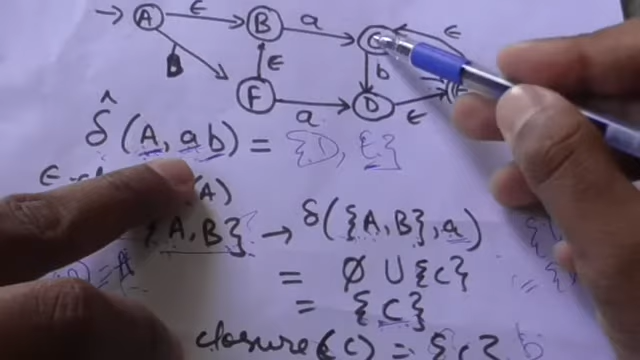 A ε B a C ε
b ε b
F a D ε
δ̂ (A, ab) = {D, E}
(A)
{A, B} → δ({A, B}, a)
= ∅ ∪ {c}
= {c}
closure(c) = {c}